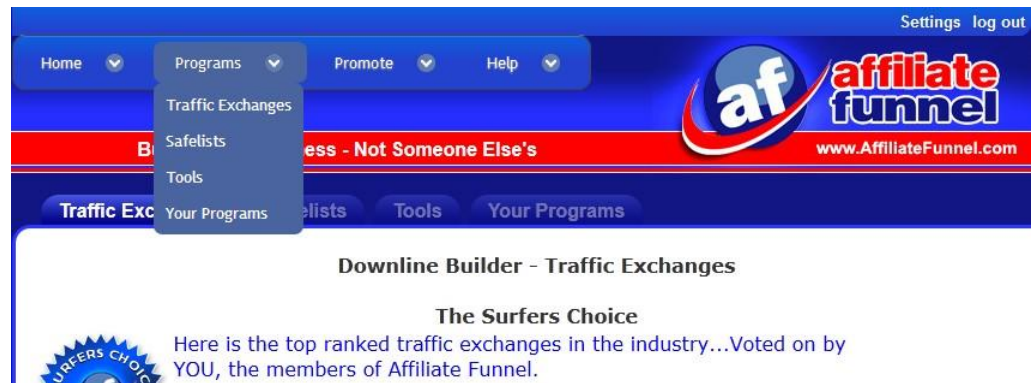 Settings log out
Home Programs Promote Help
Traffic Exchanges
Safelists
Tools
Your Programs
af affiliate
funnel
www.AffiliateFunnel.com
ess - Not Someone Else's
Traffic Exc
elists Tools Your Programs
Downline Builder - Traffic Exchanges
The Surfers Choice
Here is the top ranked traffic exchanges in the industry...Voted on by
YOU, the members of Affiliate Funnel.
SURFERS CHOIC